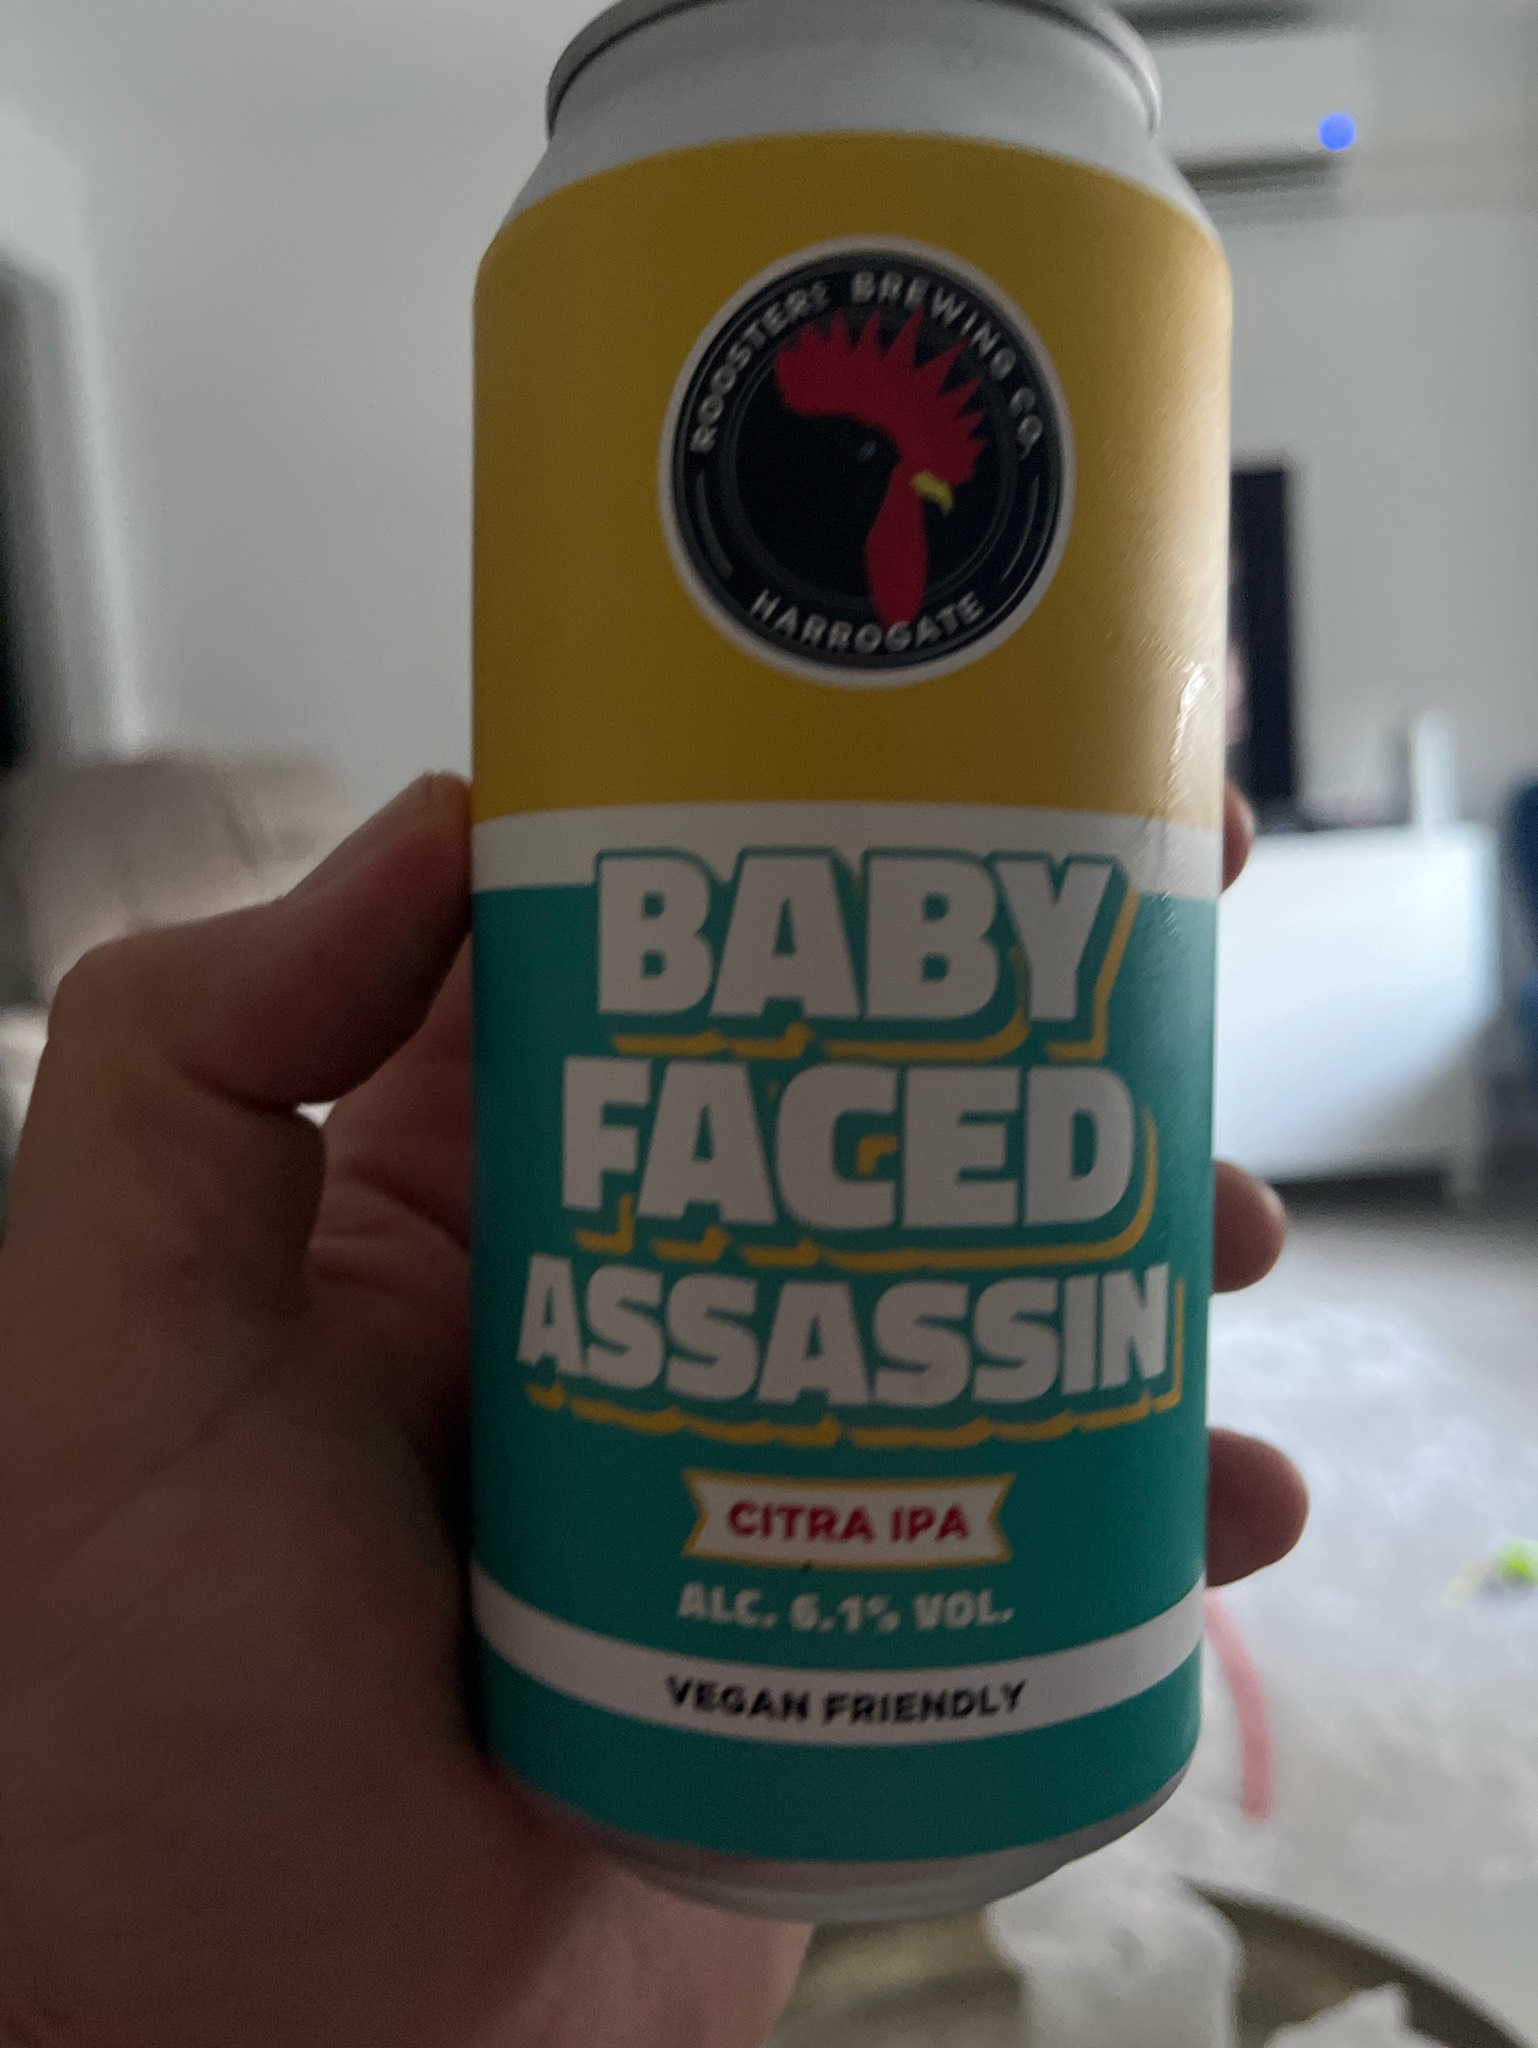 ROOSTERS BREWING CO.
HARROGATE
BABY
FACED
ASSASSIN
CITRA IPA
ALC. 6.1% VOL.
VEGAN FRIENDLY